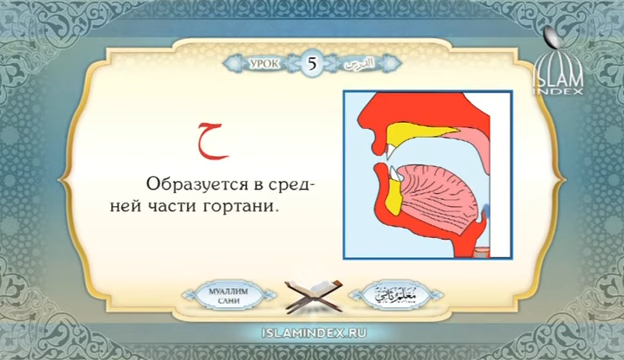 УРОК 5 الدرس
ISLAM
INDEX
ح
Образуется в сред-
ней части гортани.
МУАЛЛИМ
САНИ
معلم ثاني
ISLAMINDEX.RU